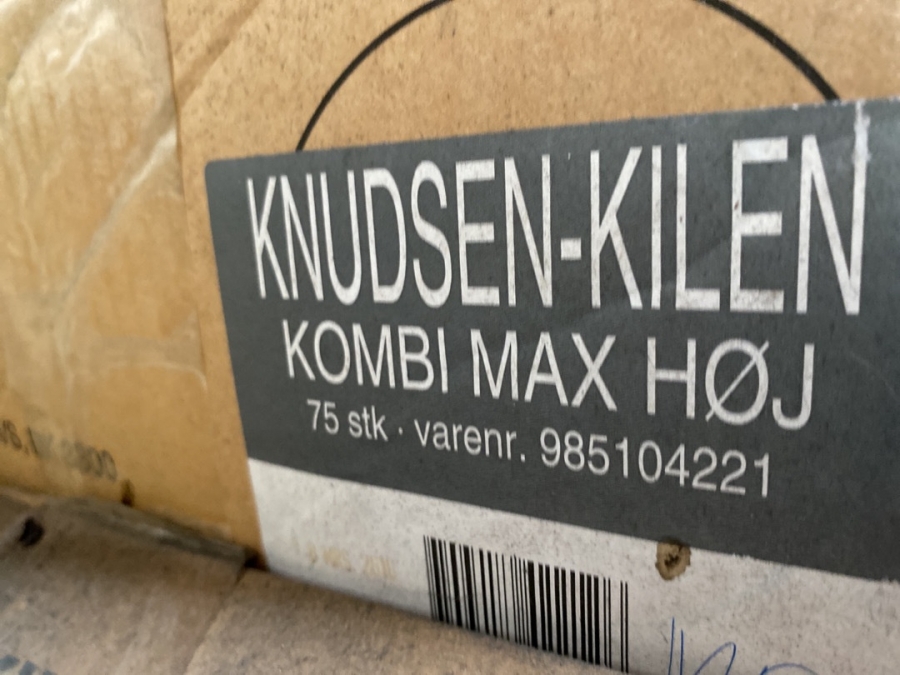 KNUDSEN-KILEN
KOMBI MAX HØJ
75 stk · varenr. 985104221